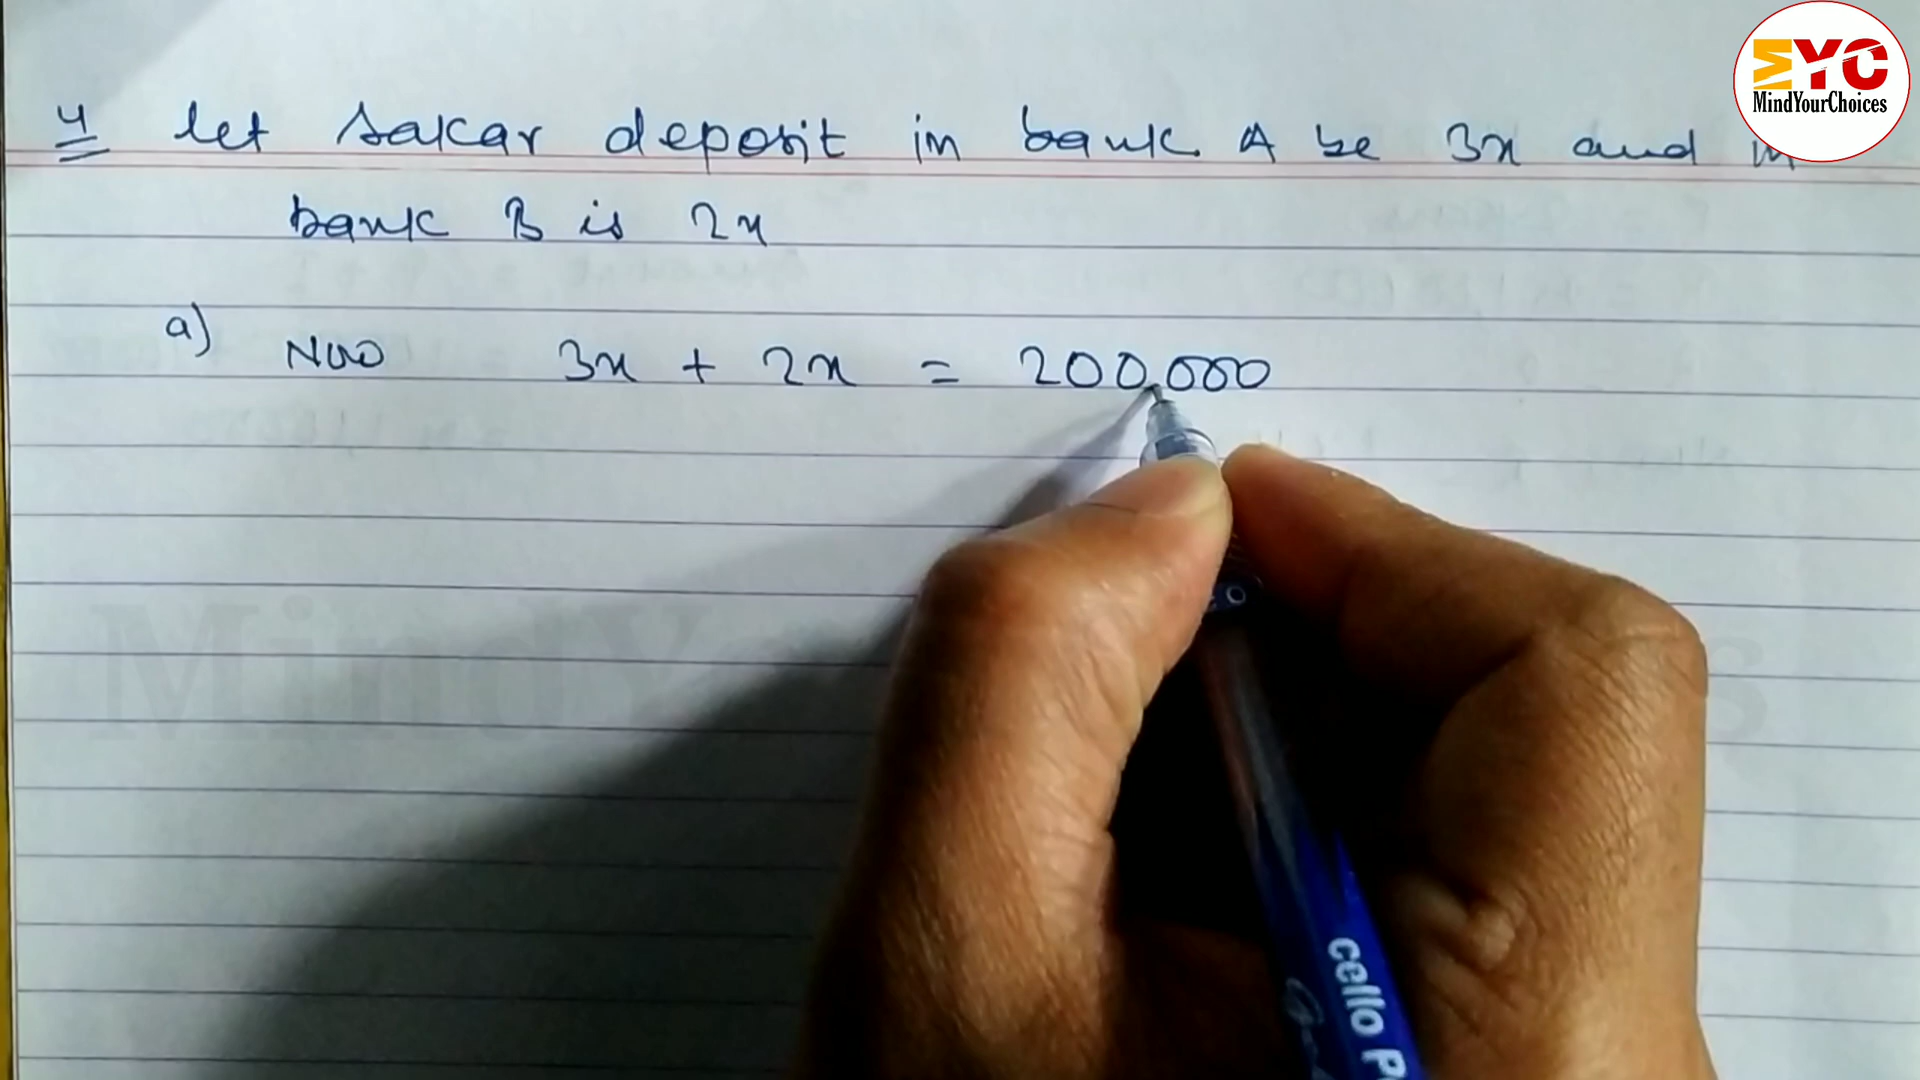 MYC
MindYourChoices
4 let Sakar deposit in bank A be 3x and in
bank B is 2x
a) Now 3x + 2x = 200,000
cello P